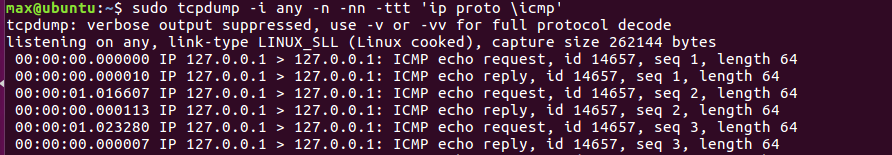 max@ubuntu:~$ sudo tcpdump -i any -n -nn -ttt 'ip proto \icmp'
tcpdump: verbose output suppressed, use -v or -vv for full protocol decode
listening on any, link-type LINUX_SLL (Linux cooked), capture size 262144 bytes
00:00:00.000000 IP 127.0.0.1 > 127.0.0.1: ICMP echo request, id 14657, seq 1, length 64
00:00:00.000010 IP 127.0.0.1 > 127.0.0.1: ICMP echo reply, id 14657, seq 1, length 64
00:00:01.016607 IP 127.0.0.1 > 127.0.0.1: ICMP echo request, id 14657, seq 2, length 64
00:00:00.000113 IP 127.0.0.1 > 127.0.0.1: ICMP echo reply, id 14657, seq 2, length 64
00:00:01.023280 IP 127.0.0.1 > 127.0.0.1: ICMP echo request, id 14657, seq 3, length 64
00:00:00.000007 IP 127.0.0.1 > 127.0.0.1: ICMP echo reply, id 14657, seq 3, length 64